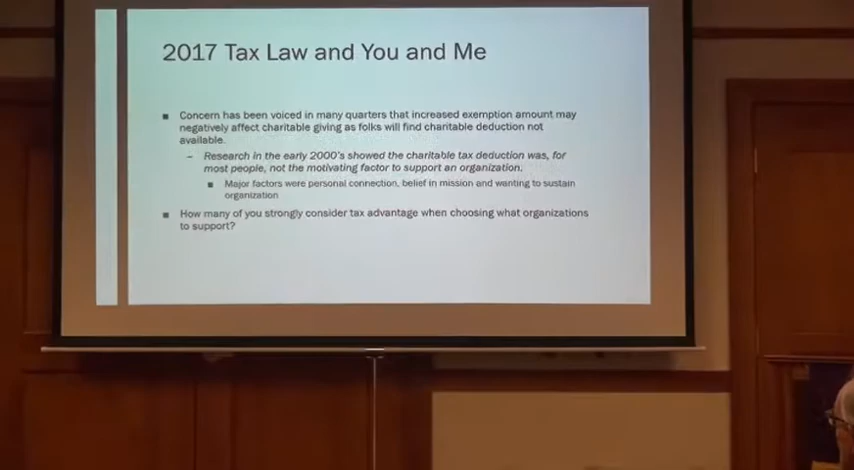 2017 Tax Law and You and Me
▪ Concern has been voiced in many quarters that increased exemption amount may
negatively affect charitable giving as folks will find charitable deduction not
available.
– Research in the early 2000's showed the charitable tax deduction was, for
most people, not the motivating factor to support an organization.
▪ Major factors were personal connection, belief in mission and wanting to sustain
organization
▪ How many of you strongly consider tax advantage when choosing what organizations
to support?